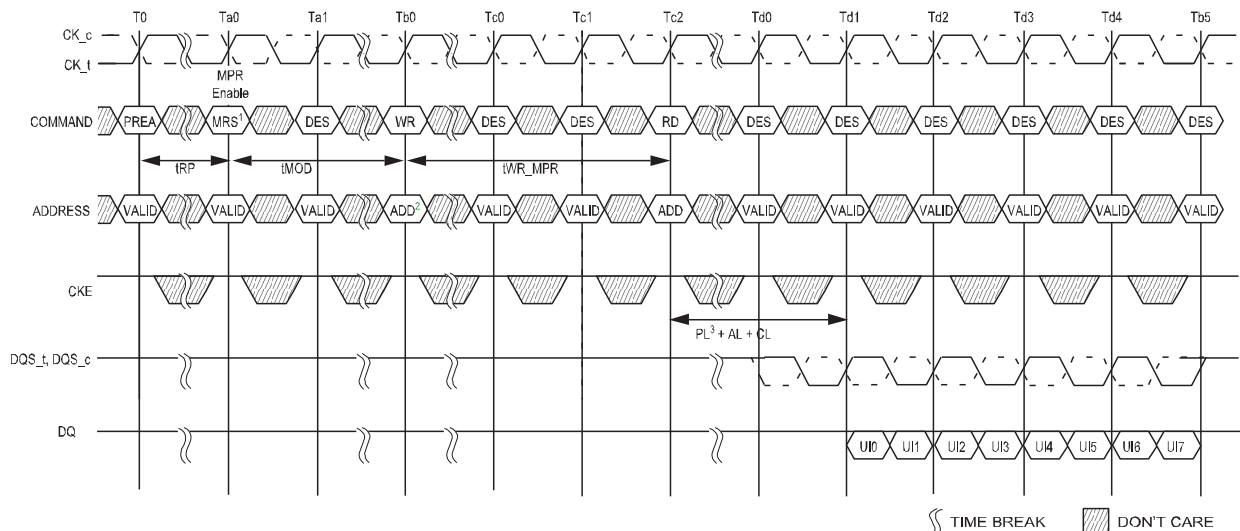 T0 Ta0 Ta1 Tb0 Tc0 Tc1 Tc2 Td0 Td1 Td2 Td3 Td4 Tb5
CK_c
CK_t
MPR
Enable
COMMAND PREA MRS1 DES WR DES DES RD DES DES DES DES DES DES
tRP tMOD tWR_MPR
ADDRESS VALID VALID VALID ADD2 VALID VALID ADD VALID VALID VALID VALID VALID VALID
CKE
PL3 + AL + CL
DQS_t, DQS_c
DQ
UI0 UI1 UI2 UI3 UI4 UI5 UI6 UI7
TIME BREAK DON'T CARE